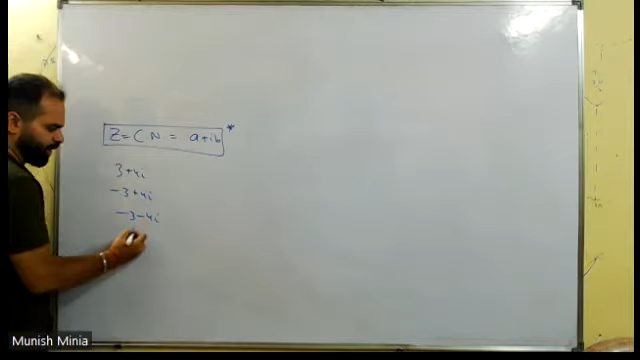 Z = C N = a+ib *
3+4i
-3+4i
-3-4i
Munish Minia